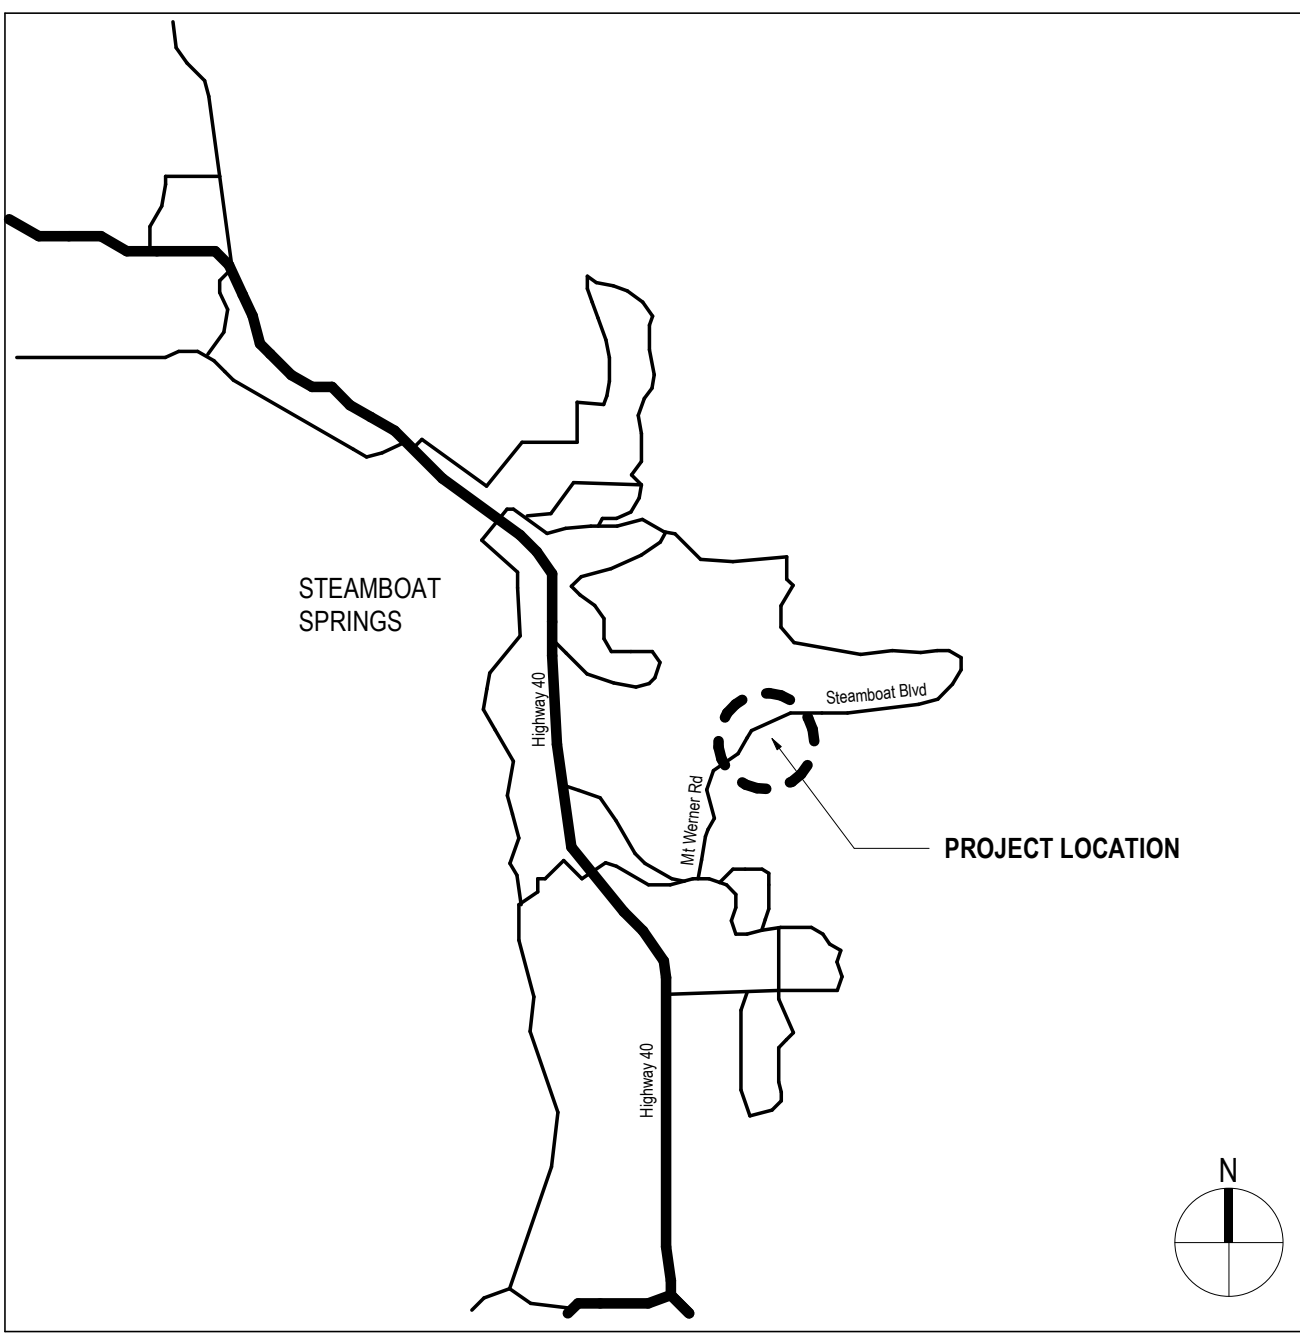 STEAMBOAT
SPRINGS
Highway 40
Steamboat Blvd
Mt Werner Rd
PROJECT LOCATION
Highway 40
N